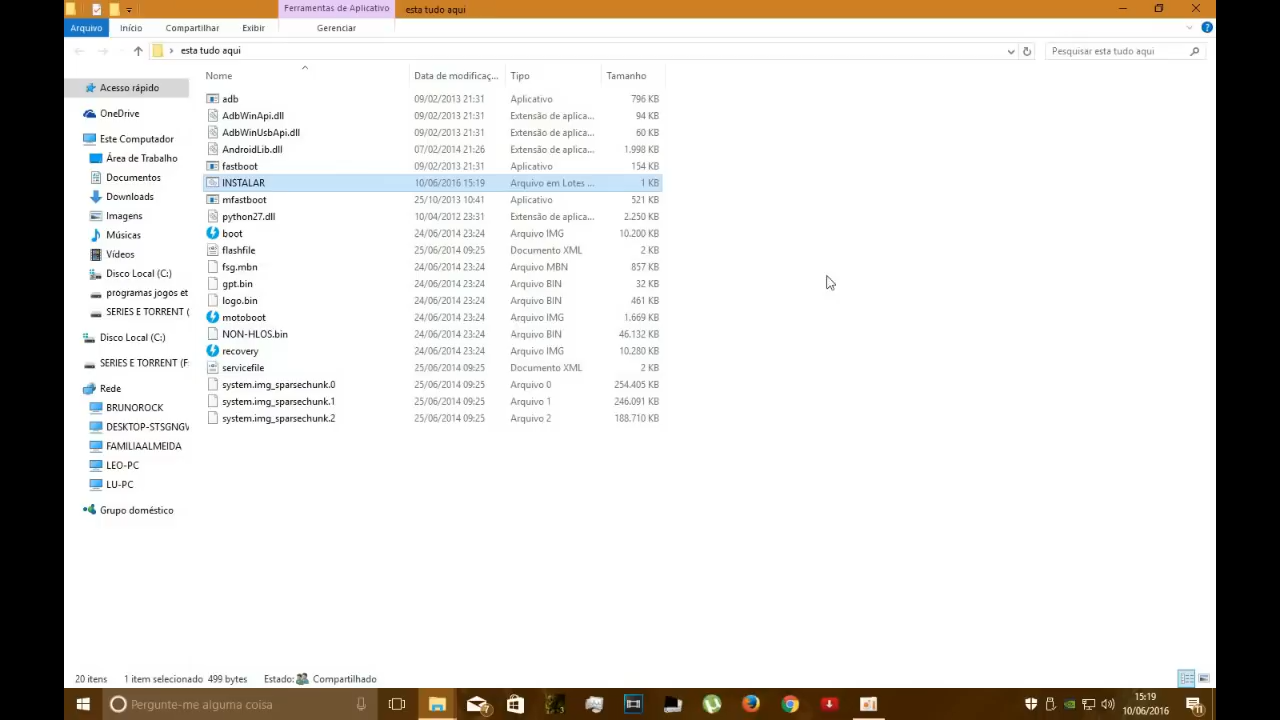 Ferramentas de Aplicativo
esta tudo aqui
Arquivo
Início
Compartilhar
Exibir
Gerenciar
esta tudo aqui
Pesquisar esta tudo aqui
Nome
Data de modificaç...
Tipo
Tamanho
Acesso rápido
OneDrive
Este Computador
Área de Trabalho
Documentos
Downloads
Imagens
Músicas
Vídeos
Disco Local (C:)
programas jogos et
SERIES E TORRENT (
Disco Local (C:)
SERIES E TORRENT (F:
Rede
BRUNOROCK
DESKTOP-STSGNGV
FAMILIAALMEIDA
LEO-PC
LU-PC
Grupo doméstico
adb 09/02/2013 21:31 Aplicativo 796 KB
AdbWinApi.dll 09/02/2013 21:31 Extensão de aplica... 94 KB
AdbWinUsbApi.dll 09/02/2013 21:31 Extensão de aplica... 60 KB
AndroidLib.dll 07/02/2014 21:26 Extensão de aplica... 1.998 KB
fastboot 09/02/2013 21:31 Aplicativo 154 KB
INSTALAR 10/06/2016 15:19 Arquivo em Lotes ... 1 KB
mfastboot 25/10/2013 10:41 Aplicativo 521 KB
python27.dll 10/04/2012 23:31 Extensão de aplica... 2.250 KB
boot 24/06/2014 23:24 Arquivo IMG 10.200 KB
flashfile 25/06/2014 09:25 Documento XML 2 KB
fsg.mbn 24/06/2014 23:24 Arquivo MBN 857 KB
gpt.bin 24/06/2014 23:24 Arquivo BIN 32 KB
logo.bin 24/06/2014 23:24 Arquivo BIN 461 KB
motoboot 24/06/2014 23:24 Arquivo IMG 1.669 KB
NON-HLOS.bin 24/06/2014 23:24 Arquivo BIN 46.132 KB
recovery 24/06/2014 23:24 Arquivo IMG 10.280 KB
servicefile 25/06/2014 09:25 Documento XML 2 KB
system.img_sparsechunk.0 25/06/2014 09:25 Arquivo 0 254.405 KB
system.img_sparsechunk.1 25/06/2014 09:25 Arquivo 1 246.091 KB
system.img_sparsechunk.2 25/06/2014 09:25 Arquivo 2 188.710 KB
20 itens 1 item selecionado 499 bytes Estado: Compartilhado
Pergunte-me alguma coisa
15:19
10/06/2016